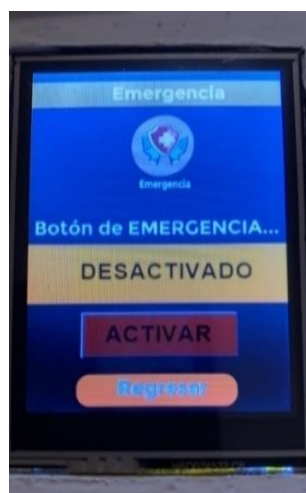 Emergencia
Emergencia
Botón de EMERGENCIA...
DESACTIVADO
ACTIVAR
Regresar